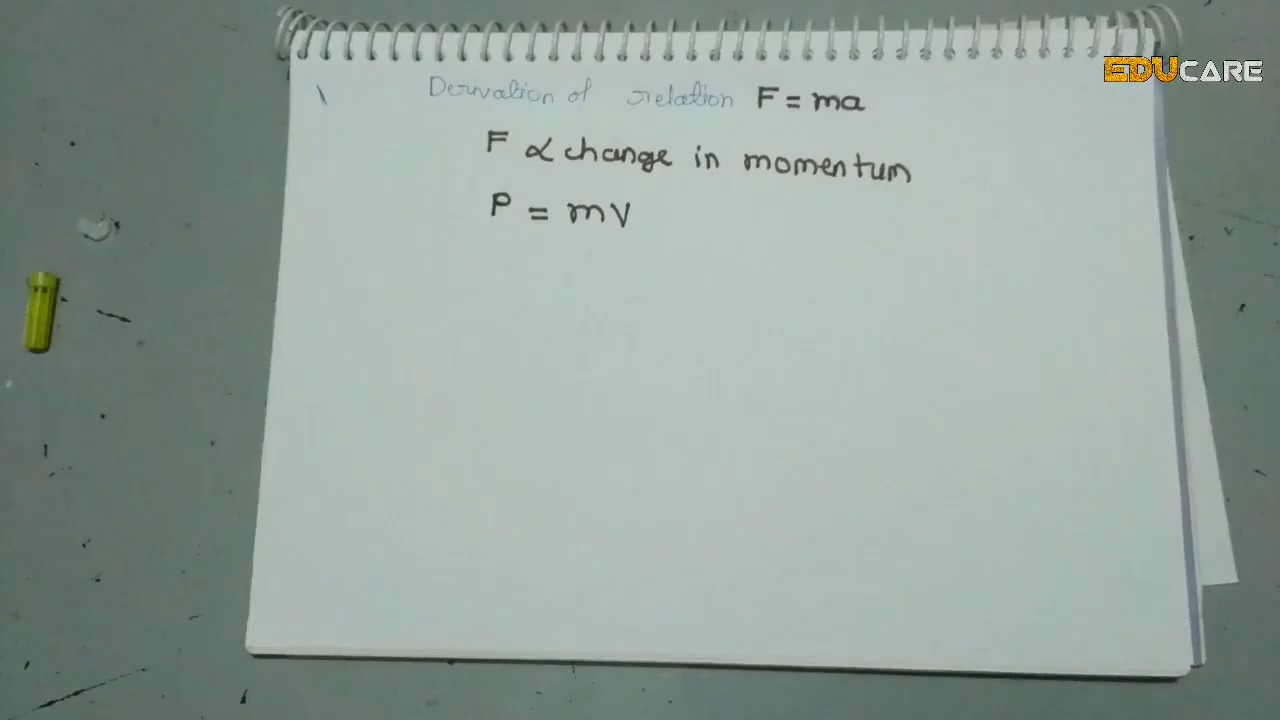 EDUCARE
Derivation of relation F = ma
F ∝ change in momentum
P = mV